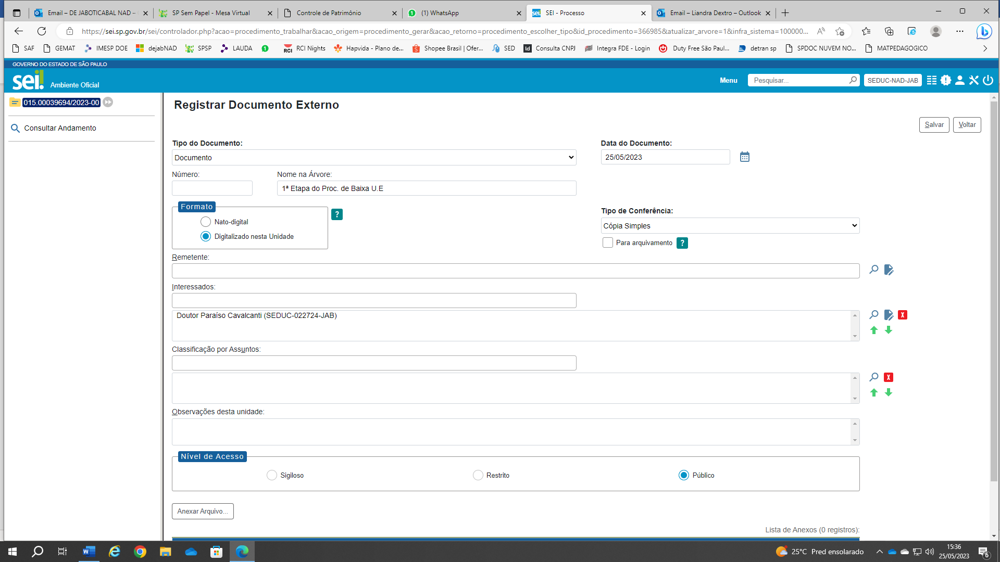 Email – DE JABOTICABAL NAD –
SP Sem Papel - Mesa Virtual
Controle de Patrimônio
(1) WhatsApp
SEI - Processo
Email – Liandra Dextro – Outlook
https://sei.sp.gov.br/sei/controlador.php?acao=procedimento_trabalhar&acao_origem=procedimento_gerar&acao_retorno=procedimento_escolher_tipo&id_procedimento=366985&atualizar_arvore=1&infra_sistema=100000...
SAF
GEMAT
IMESP DOE
dejabNAD
SPSP
LAUDA
RCI Nights
Hapvida - Plano de...
Shopee Brasil | Ofer...
SED
Consulta CNPJ
Integra FDE - Login
Duty Free São Paul...
detran sp
SPDOC NUVEM NO...
MATPEDAGOGICO
GOVERNO DO ESTADO DE SÃO PAULO
sei!
Ambiente Oficial
Menu
Pesquisar...
SEDUC-NAD-JAB
015.00039694/2023-00
Consultar Andamento
Registrar Documento Externo
Salvar
Voltar
Tipo do Documento:
Documento
Data do Documento:
25/05/2023
Número:
Nome na Árvore:
1ª Etapa do Proc. de Baixa U.E
Formato
Nato-digital
Digitalizado nesta Unidade
?
Tipo de Conferência:
Cópia Simples
Para arquivamento
?
Remetente:
Interessados:
Doutor Paraíso Cavalcanti (SEDUC-022724-JAB)
X
Classificação por Assuntos:
X
Observações desta unidade:
Nível de Acesso
Sigiloso
Restrito
Público
Anexar Arquivo...
Lista de Anexos (0 registros):
25°C Pred ensolarado
15:36
25/05/2023
6